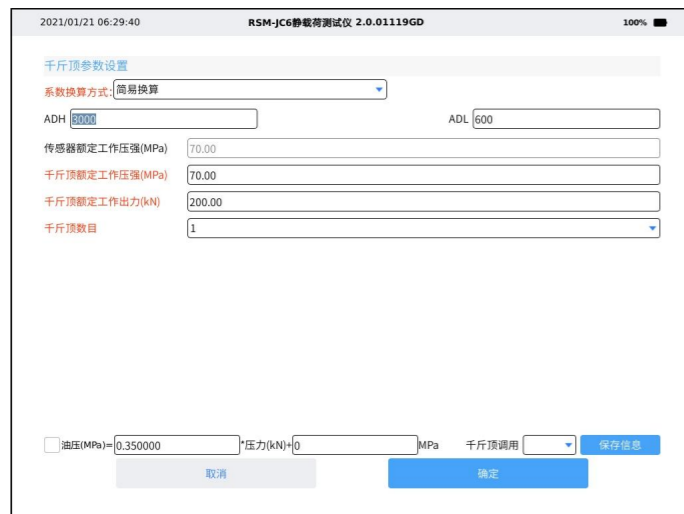 2021/01/21 06:29:40 RSM-JC6静载荷测试仪 2.0.01119GD 100%
千斤顶参数设置
系数换算方式: 简易换算
ADH 3000 ADL 600
传感器额定工作压强(MPa) 70.00
千斤顶额定工作压强(MPa) 70.00
千斤顶额定工作出力(kN) 200.00
千斤顶数目 1
油压(MPa)= 0.350000 *压力(kN)+ 0 MPa 千斤顶调用 保存信息
取消 确定